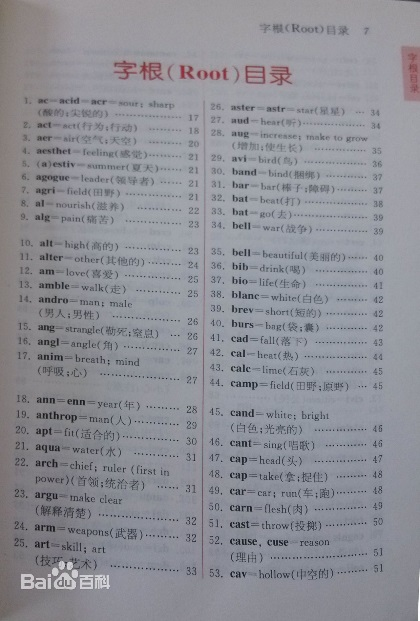 字根(Root)目录 7
字根目录
字根(Root)目录
1. ac=acid=acr=sour; sharp
(酸的;尖锐的) 17
2. act=act(行为;行动) 18
3. aer=air(空气;天空) 20
4. aesthet=feeling(感觉) 21
5. (a)estiv=summer(夏天) 21
6. agogue=leader(领导者) 21
7. agri=field(田野) 21
8. al=nourish(滋养) 22
9. alg=pain(痛苦) 23
10. alt=high(高的) 23
11. alter=other(其他的) 24
12. am=love(喜爱) 25
13. amble=walk(走) 25
14. andro=man; male
(男人;男性) 26
15. ang=strangle(勒死;窒息) 26
16. angl=angle(角) 27
17. anim=breath; mind
(呼吸;心) 27
18. ann=enn=year(年) 28
19. anthrop=man(人) 29
20. apt=fit(适合的) 30
21. aqua=water(水) 31
22. arch=chief; ruler (first in
power)(首领;统治者) 31
23. argu=make clear
(解释清楚) 32
24. arm=weapons(武器) 32
25. art=skill; art
(技巧;艺术) 33
26. aster=astr=star(星星) 34
27. aud=hear(听) 34
28. aug=increase; make to grow
(增加;使生长) 35
29. avi=bird(鸟) 36
30. band=bind(捆绑) 37
31. bar=bar(棒子;障碍) 37
32. bat=beat(打) 38
33. bat=go(去) 39
34. bell=war(战争) 39
35. bell=beautiful(美丽的) 40
36. bib=drink(喝) 40
37. bio=life(生命) 41
38. blanc=white(白色) 42
39. brev=short(短的) 42
40. burs=bag(袋;囊) 42
41. cad=fall(落下) 43
42. cal=heat(热) 44
43. calc=lime(石灰) 45
44. camp=field(田野;原野) 45
45. cand=white; bright
(白色;光亮的) 46
46. cant=sing(唱歌) 46
47. cap=head(头) 47
48. cap=take(拿;捉住) 48
49. car=car; run(车;跑) 48
50. carn=flesh(肉) 49
51. cast=throw(投掷) 50
52. cause, cuse=reason
(理由) 51
53. cav=hollow(中空的) 51
Bai百科